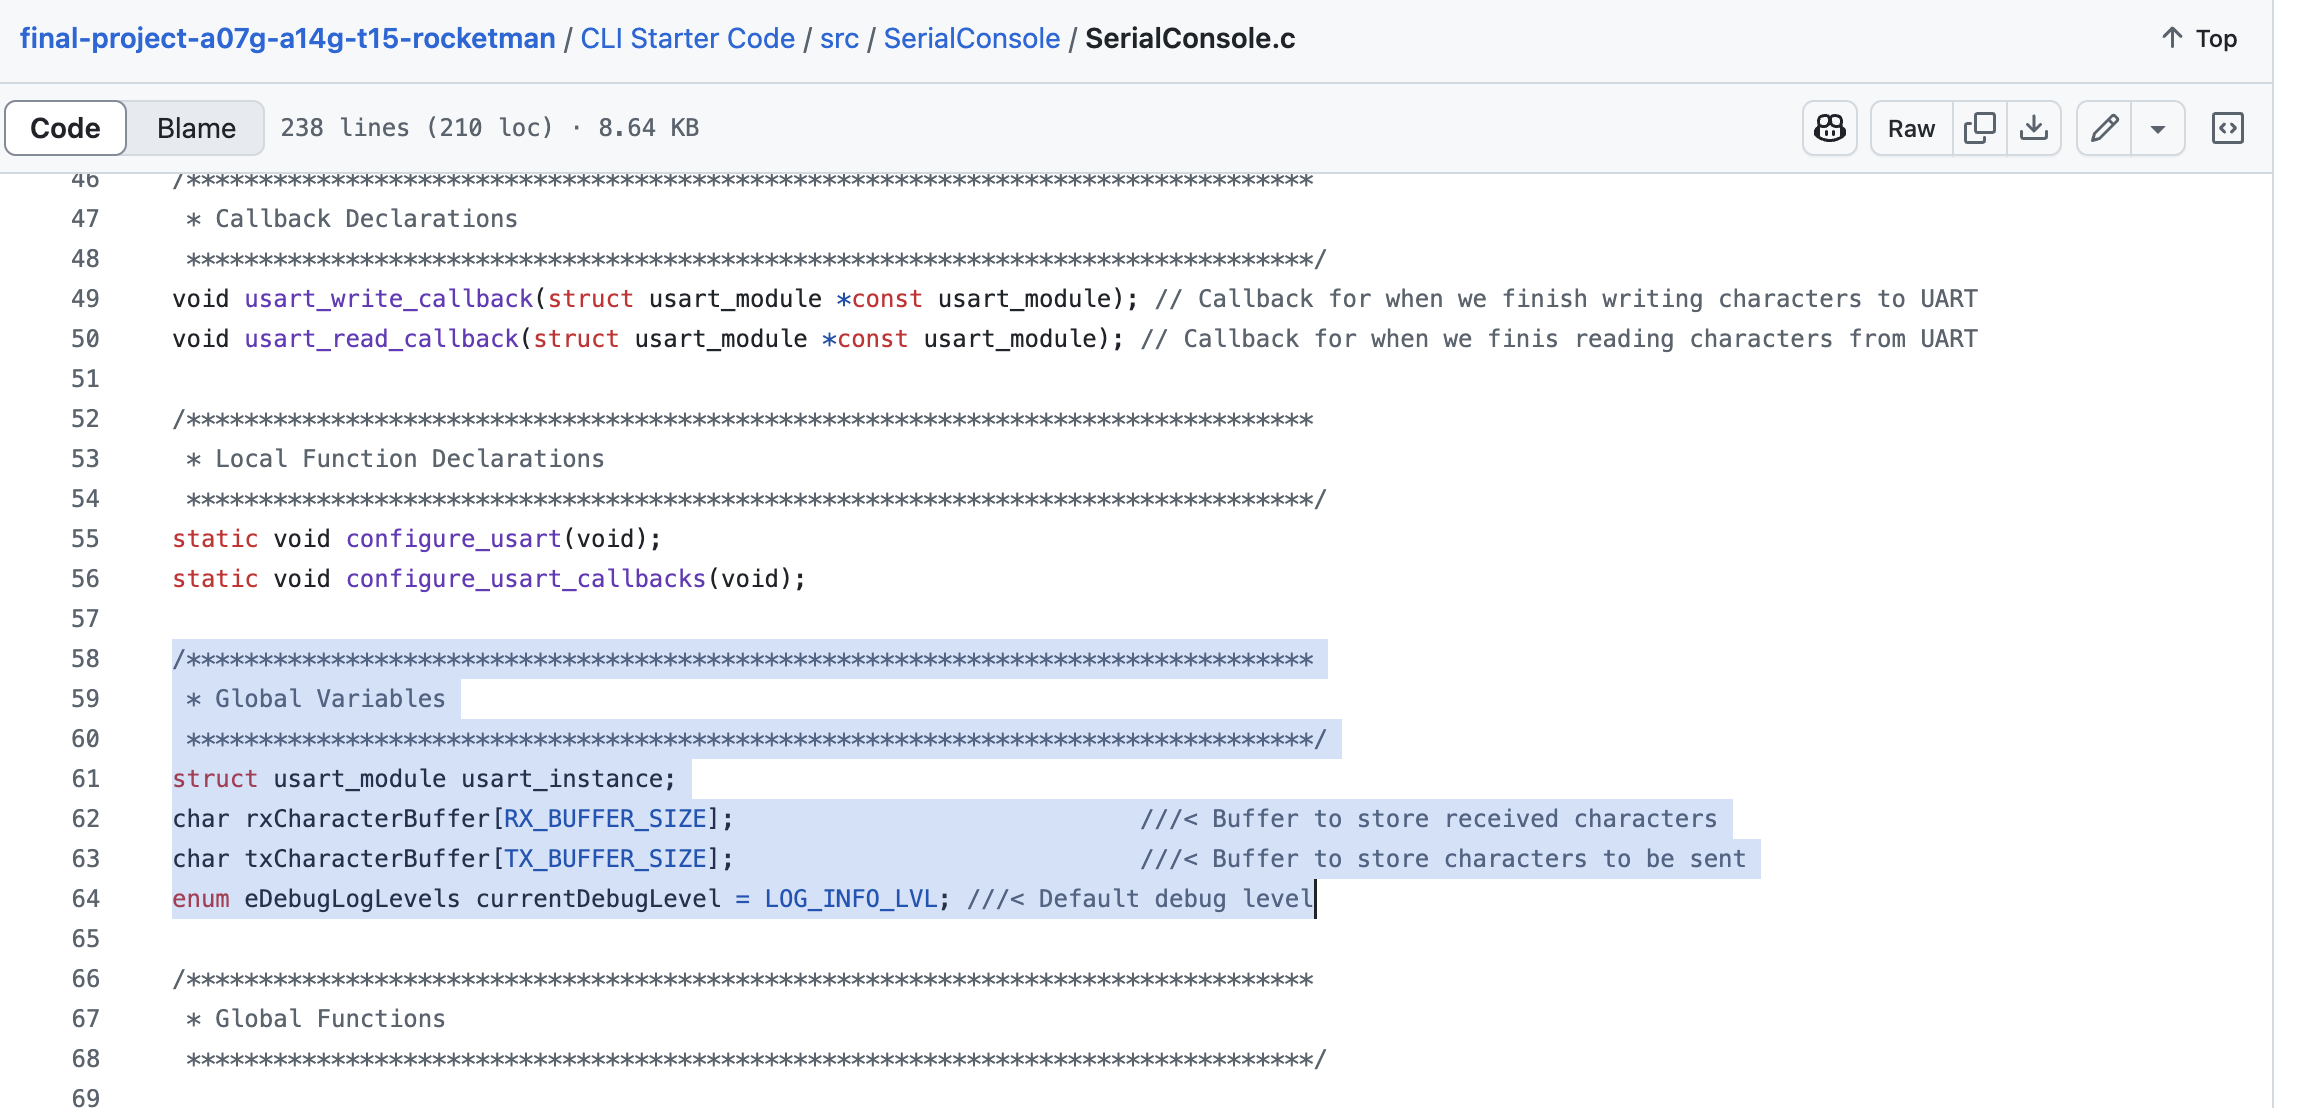 final-project-a07g-a14g-t15-rocketman / CLI Starter Code / src / SerialConsole / SerialConsole.c
Top
Code Blame 238 lines (210 loc) · 8.64 KB
Raw
46 /******************************************************************************
47 * Callback Declarations
48 ******************************************************************************/
49 void usart_write_callback(struct usart_module *const usart_module); // Callback for when we finish writing characters to UART
50 void usart_read_callback(struct usart_module *const usart_module); // Callback for when we finis reading characters from UART
51
52 /******************************************************************************
53 * Local Function Declarations
54 ******************************************************************************/
55 static void configure_usart(void);
56 static void configure_usart_callbacks(void);
57
58 /******************************************************************************
59 * Global Variables
60 ******************************************************************************/
61 struct usart_module usart_instance;
62 char rxCharacterBuffer[RX_BUFFER_SIZE]; ///< Buffer to store received characters
63 char txCharacterBuffer[TX_BUFFER_SIZE]; ///< Buffer to store characters to be sent
64 enum eDebugLogLevels currentDebugLevel = LOG_INFO_LVL; ///< Default debug level
65
66 /******************************************************************************
67 * Global Functions
68 ******************************************************************************/
69